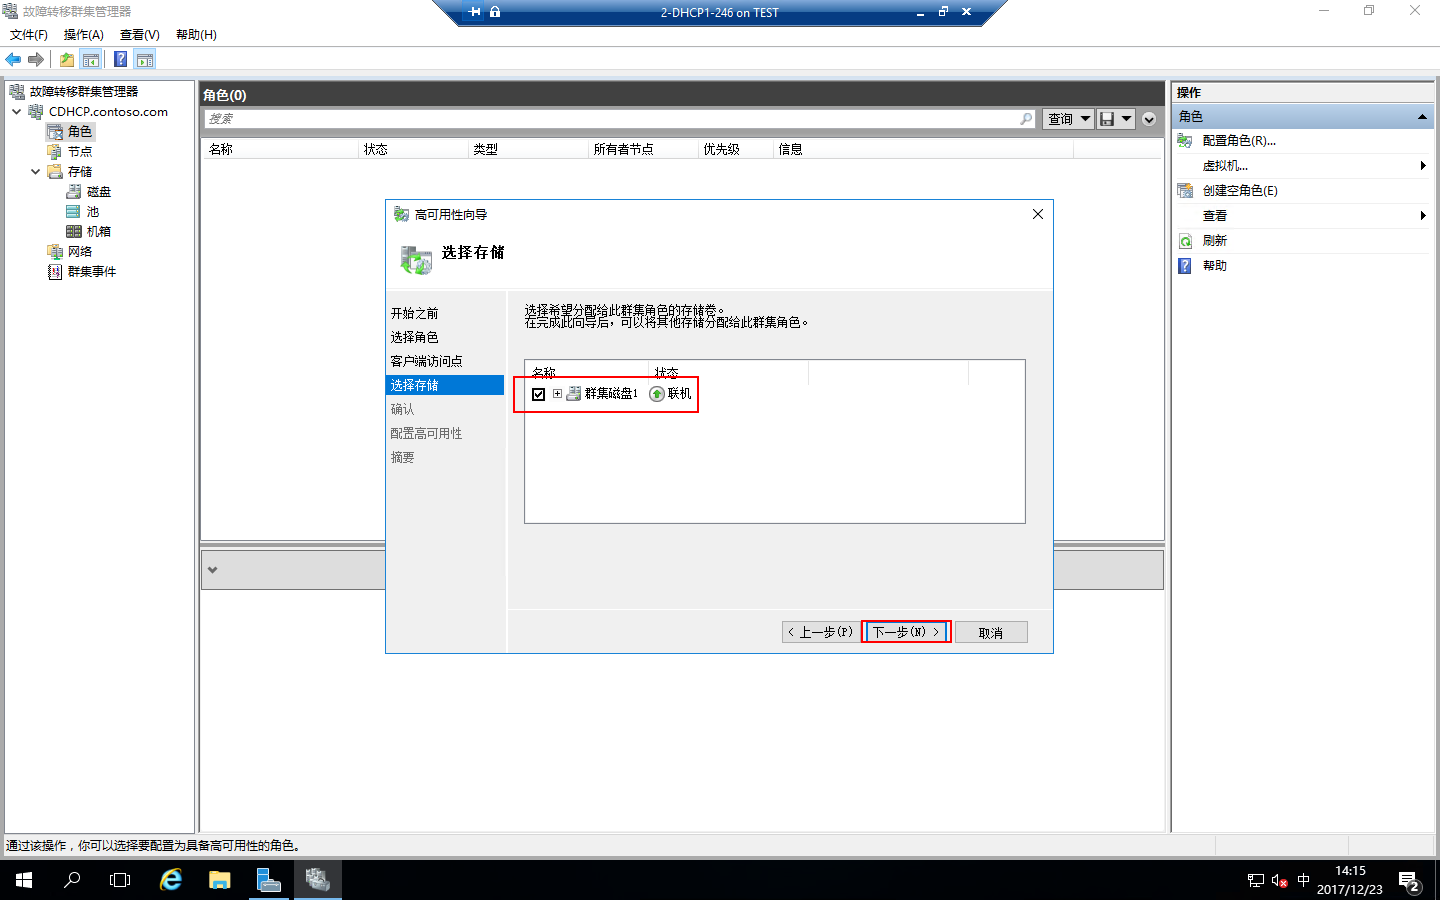 故障转移群集管理器
2-DHCP1-246 on TEST
文件(F) 操作(A) 查看(V) 帮助(H)
故障转移群集管理器
CDHCP.contoso.com
角色
节点
存储
磁盘
池
机箱
网络
群集事件
角色(0)
搜索
查询
名称 状态 类型 所有者节点 优先级 信息
高可用性向导
选择存储
开始之前
选择角色
客户端访问点
选择存储
确认
配置高可用性
摘要
选择希望分配给此群集角色的存储卷。
在完成此向导后，可以将其他存储分配给此群集角色。
名称 状态
群集磁盘1 联机
< 上一步(P) 下一步(N) > 取消
操作
角色
配置角色(R)...
虚拟机...
创建空角色(E)
查看
刷新
帮助
通过该操作，你可以选择要配置为具备高可用性的角色。
中
14:15
2017/12/23
2